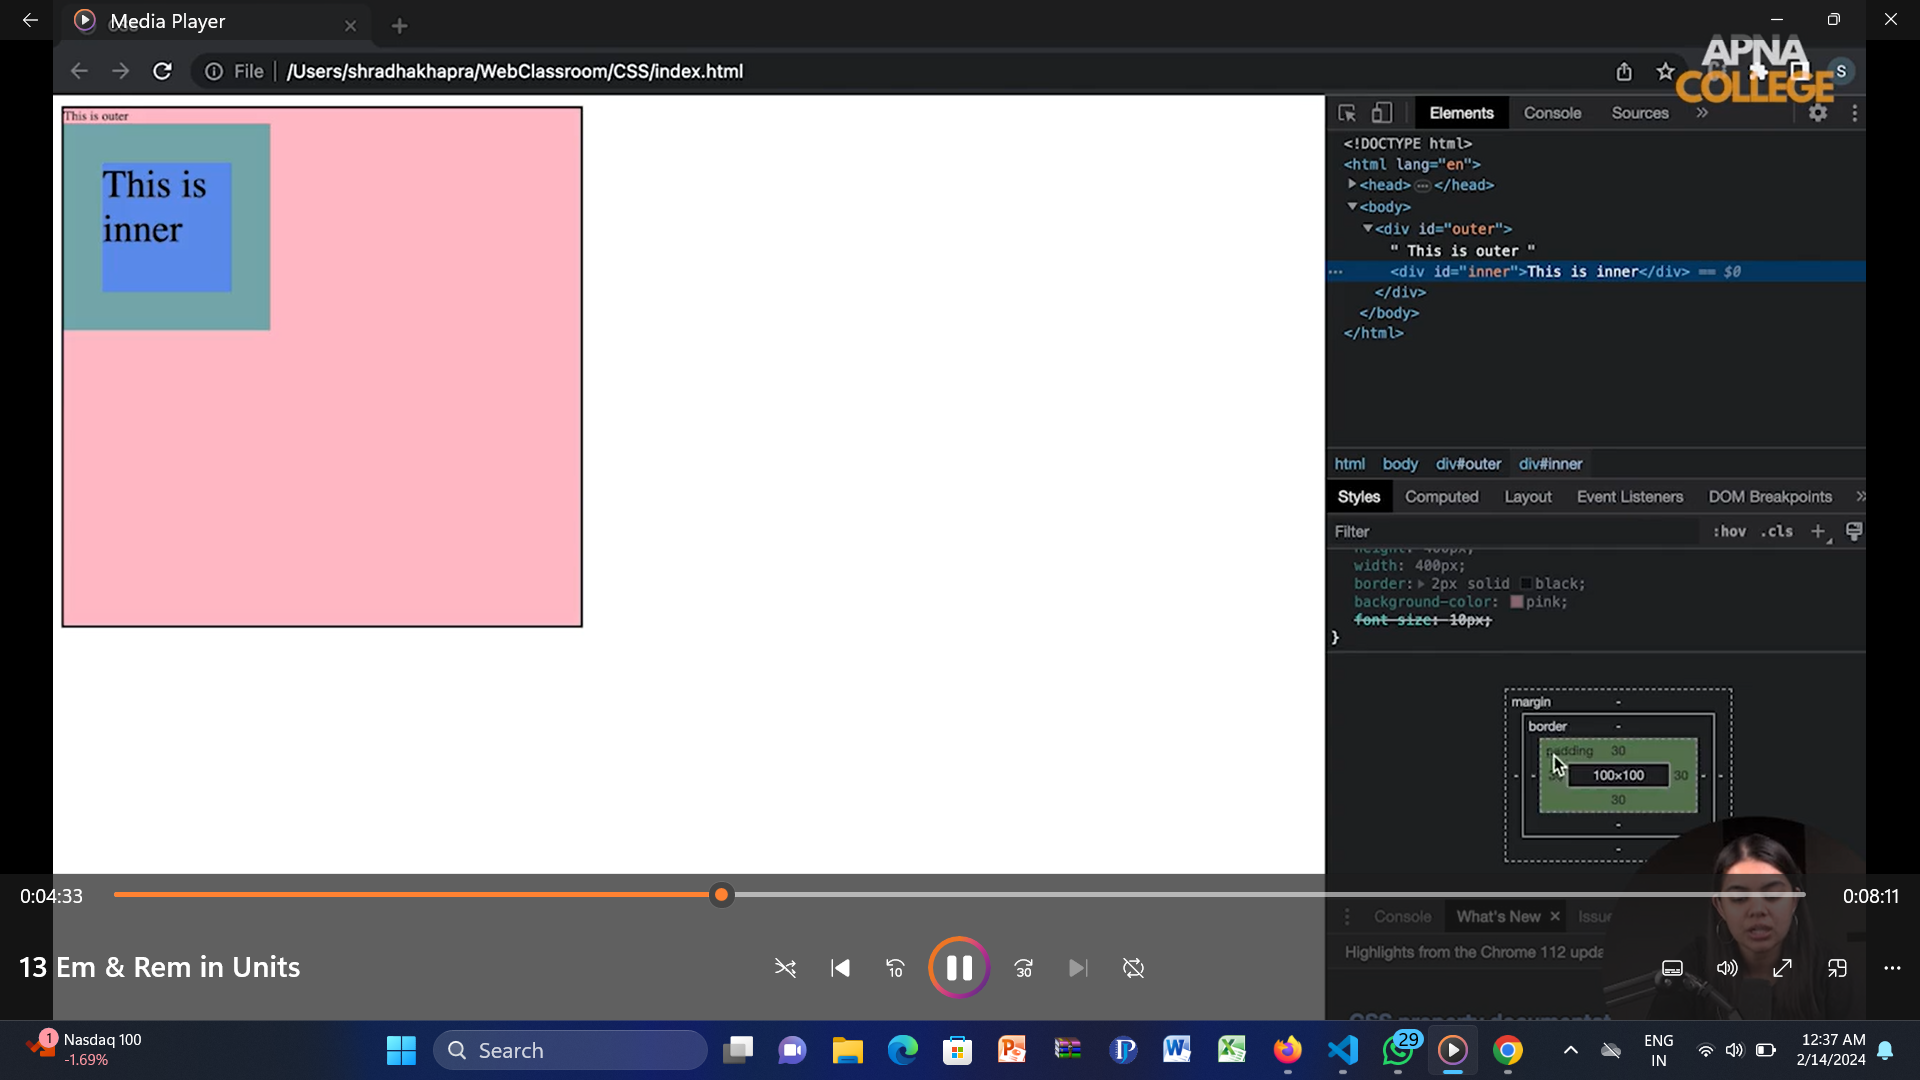 Media Player
File
/Users/shradhakhapra/WebClassroom/CSS/index.html
S
APNA
COLLEGE
This is outer
This is
inner
Elements
Console
Sources
<!DOCTYPE html>
<html lang="en">
<head> … </head>
<body>
<div id="outer">
" This is outer "
<div id="inner">This is inner</div> == $0
</div>
</body>
</html>
html body div#outer div#inner
Styles Computed Layout Event Listeners DOM Breakpoints
Filter
:hov .cls
height: 400px;
width: 400px;
border: 2px solid black;
background-color: pink;
font size: 10px;
}
margin -
border -
padding 30
100×100
30
30
-
-
0:04:33
0:08:11
Console What's New
Highlights from the Chrome 112
13 Em & Rem in Units
10
30
1
Nasdaq 100
-1.69%
Search
29
ENG
IN
12:37 AM
2/14/2024